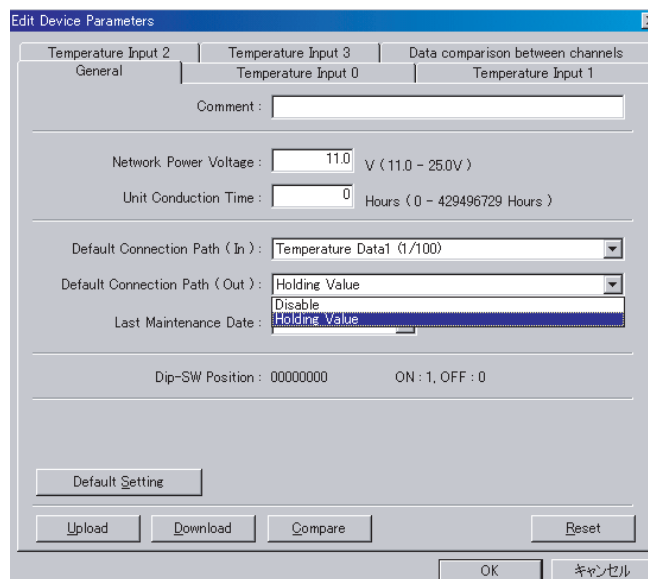 Edit Device Parameters
Temperature Input 2 Temperature Input 3 Data comparison between channels
General Temperature Input 0 Temperature Input 1
Comment :
Network Power Voltage : 11.0 V ( 11.0 - 25.0V )
Unit Conduction Time : 0 Hours ( 0 - 429496729 Hours )
Default Connection Path ( In ) : Temperature Data1 (1/100)
Default Connection Path ( Out ) : Holding Value
Disable
Last Maintenance Date : Holding Value
Dip-SW Position : 00000000 ON : 1, OFF : 0
Default Setting
Upload Download Compare Reset
OK キャンセル